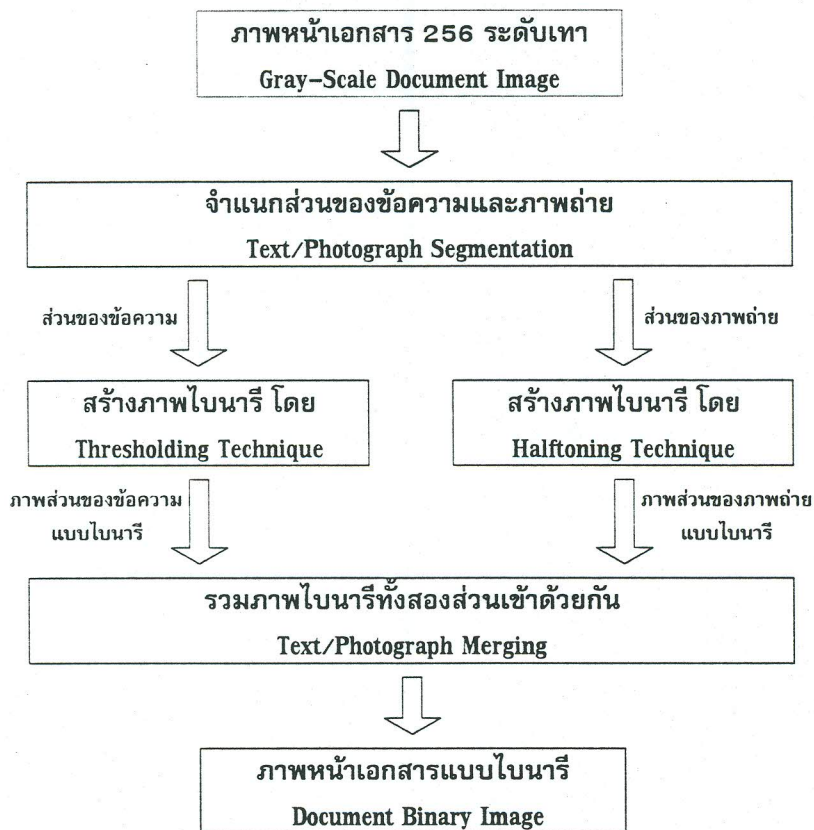 ภาพหน้าเอกสาร 256 ระดับเทา
Gray-Scale Document Image
จำแนกส่วนของข้อความและภาพถ่าย
Text/Photograph Segmentation
ส่วนของข้อความ
ส่วนของภาพถ่าย
สร้างภาพไบนารี โดย
Thresholding Technique
สร้างภาพไบนารี โดย
Halftoning Technique
ภาพส่วนของข้อความ
แบบไบนารี
ภาพส่วนของภาพถ่าย
แบบไบนารี
รวมภาพไบนารีทั้งสองส่วนเข้าด้วยกัน
Text/Photograph Merging
ภาพหน้าเอกสารแบบไบนารี
Document Binary Image